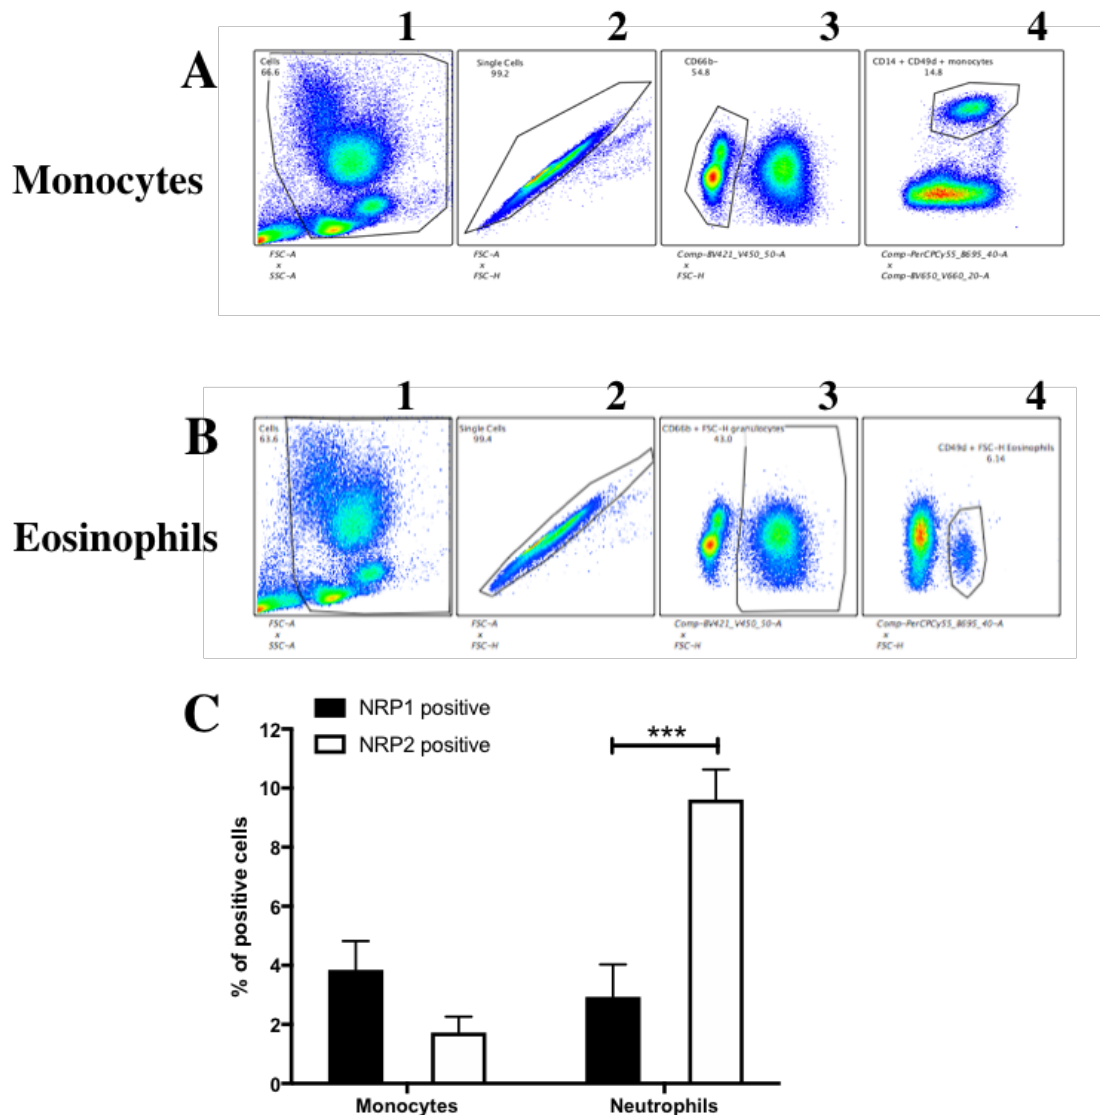 1 2 3 4
A
Monocytes
Cells
66.6
Single Cells
99.2
CD66b-
54.8
CD14 + CD49d + monocytes
14.8
FSC-A
x
SSC-A
FSC-A
x
FSC-H
Comp-BV421_V450_50-A
x
FSC-H
Comp-PerCPCy55_B695_40-A
x
Comp-BV650_V660_20-A
1 2 3 4
B
Eosinophils
Cells
63.6
Single Cells
99.4
CD66b + FSC-H granulocytes
43.0
CD49d + FSC-H Eosinophils
6.14
FSC-A
x
SSC-A
FSC-A
x
FSC-H
Comp-BV421_V450_50-A
x
FSC-H
Comp-PerCPCy55_B695_40-A
x
FSC-H
C
NRP1 positive
NRP2 positive
***
% of positive cells
12
10
8
6
4
2
0
Monocytes Neutrophils